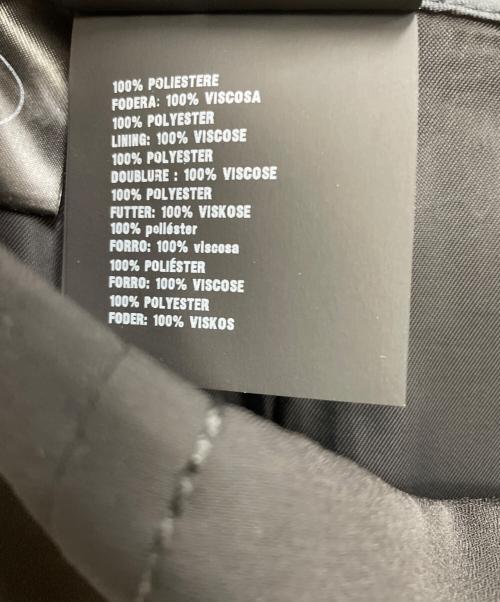 100% POLIESTERE
FODERA: 100% VISCOSA
100% POLYESTER
LINING: 100% VISCOSE
100% POLYESTER
DOUBLURE : 100% VISCOSE
100% POLYESTER
FUTTER: 100% VISKOSE
100% poliéster
FORRO: 100% viscosa
100% POLIÉSTER
FORRO: 100% VISCOSE
100% POLYESTER
FODER: 100% VISKOS